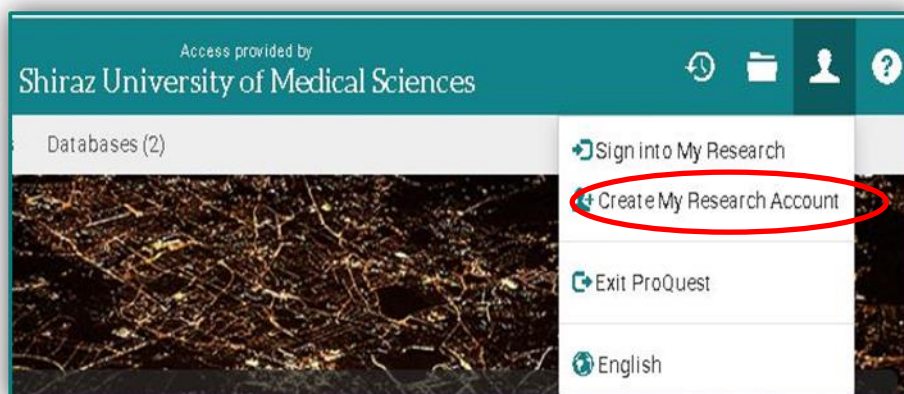 Access provided by
Shiraz University of Medical Sciences
?
Databases (2)
Sign into My Research
Create My Research Account
Exit ProQuest
English